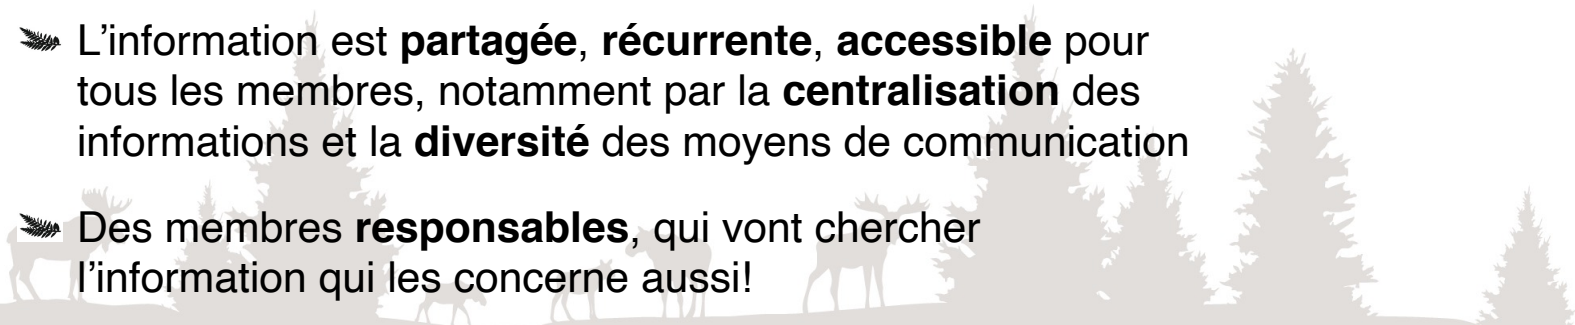 L’information est partagée, récurrente, accessible pour
tous les membres, notamment par la centralisation des
informations et la diversité des moyens de communication
Des membres responsables, qui vont chercher
l’information qui les concerne aussi!